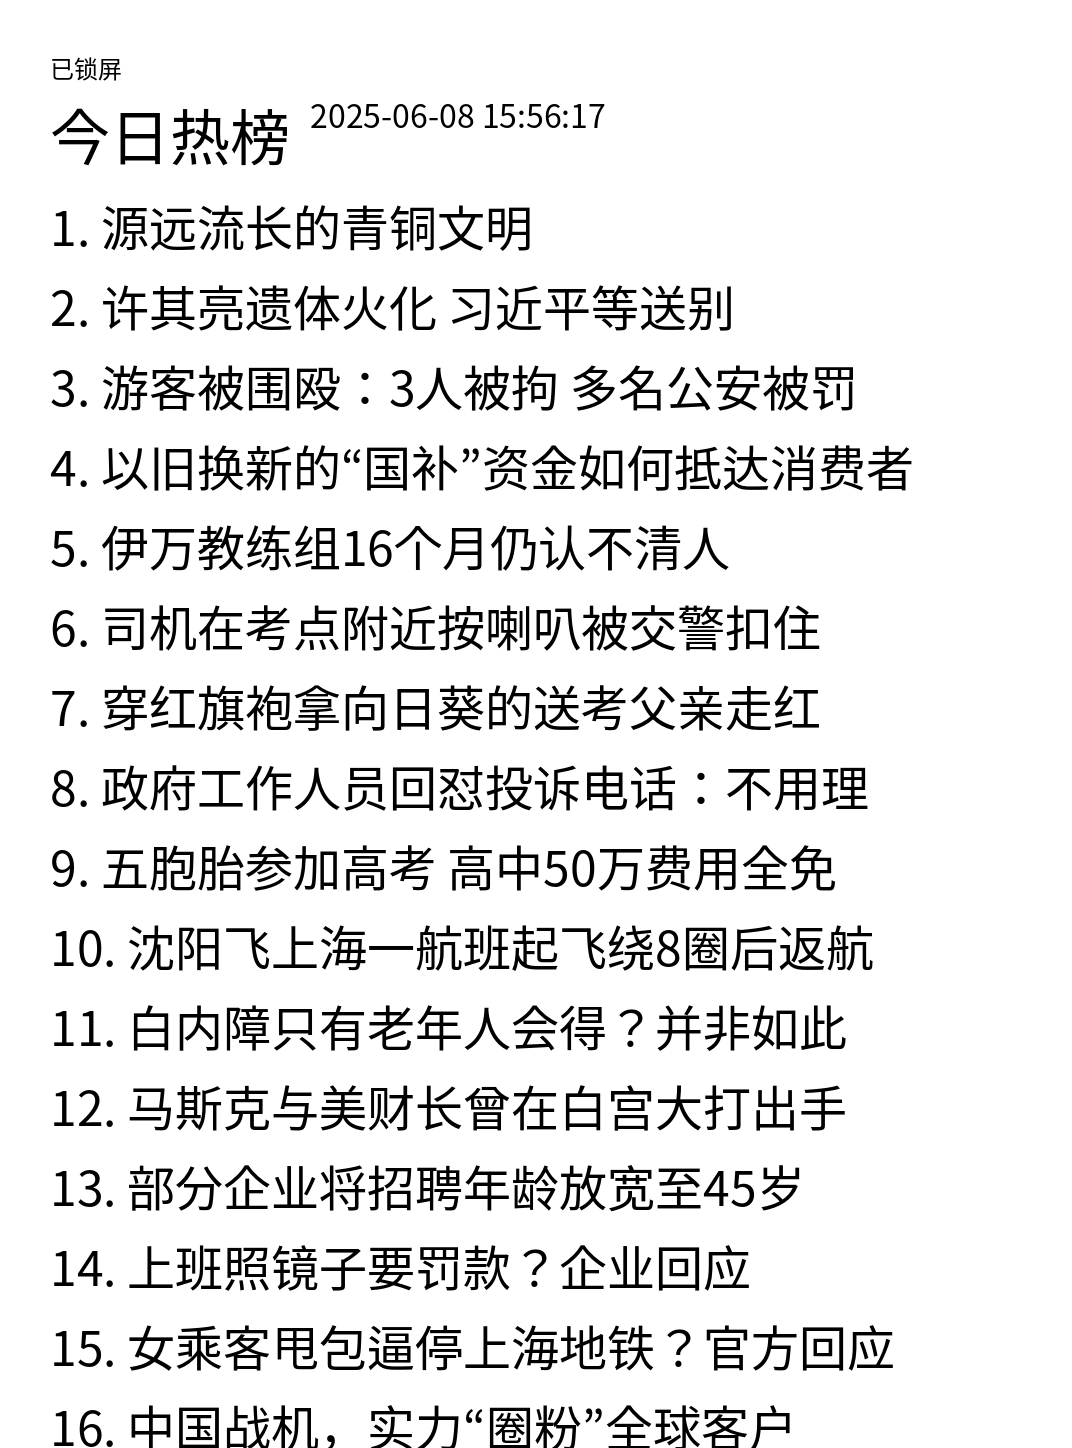 已锁屏
今日热榜 2025-06-08 15:56:17
1. 源远流长的青铜文明
2. 许其亮遗体火化 习近平等送别
3. 游客被围殴：3人被拘 多名公安被罚
4. 以旧换新的“国补”资金如何抵达消费者
5. 伊万教练组16个月仍认不清人
6. 司机在考点附近按喇叭被交警扣住
7. 穿红旗袍拿向日葵的送考父亲走红
8. 政府工作人员回怼投诉电话：不用理
9. 五胞胎参加高考 高中50万费用全免
10. 沈阳飞上海一航班起飞绕8圈后返航
11. 白内障只有老年人会得？并非如此
12. 马斯克与美财长曾在白宫大打出手
13. 部分企业将招聘年龄放宽至45岁
14. 上班照镜子要罚款？企业回应
15. 女乘客甩包逼停上海地铁？官方回应
16. 中国战机，实力“圈粉”全球客户